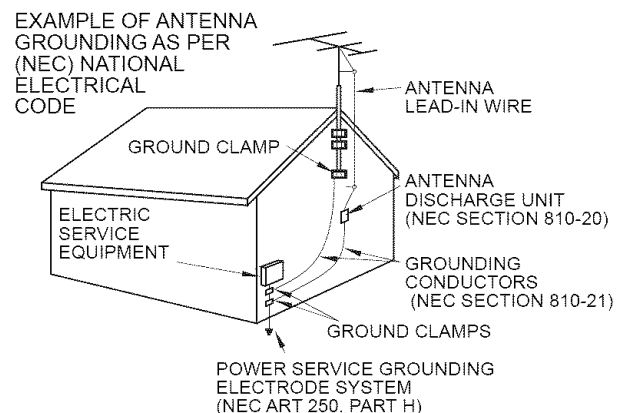 EXAMPLE OF ANTENNA
GROUNDING AS PER
(NEC) NATIONAL
ELECTRICAL
CODE
ANTENNA
LEAD-IN WIRE
GROUND CLAMP
ANTENNA
DISCHARGE UNIT
(NEC SECTION 810-20)
ELECTRIC
SERVICE
EQUIPMENT
GROUNDING
CONDUCTORS
(NEC SECTION 810-21)
GROUND CLAMPS
POWER SERVICE GROUNDING
ELECTRODE SYSTEM
(NEC ART 250. PART H)